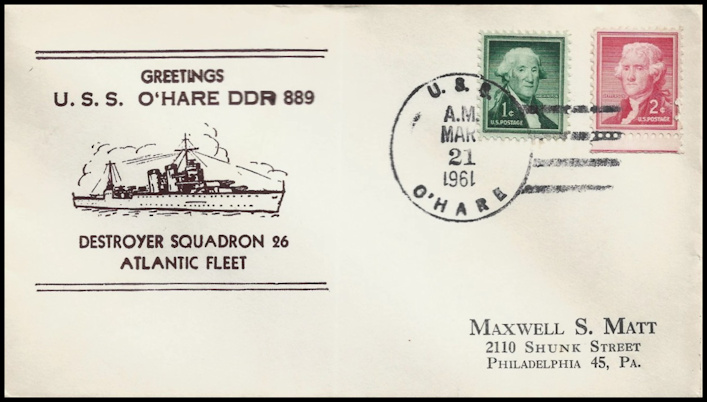 GREETINGS
U. S. S. O'HARE DDR 889
DESTROYER SQUADRON 26
ATLANTIC FLEET
U. S. S.
A.M.
MAR
21
1961
O'HARE
1¢
U.S. POSTAGE
2¢
U.S. POSTAGE
MAXWELL S. MATT
2110 SHUNK STREET
PHILADELPHIA 45, PA.